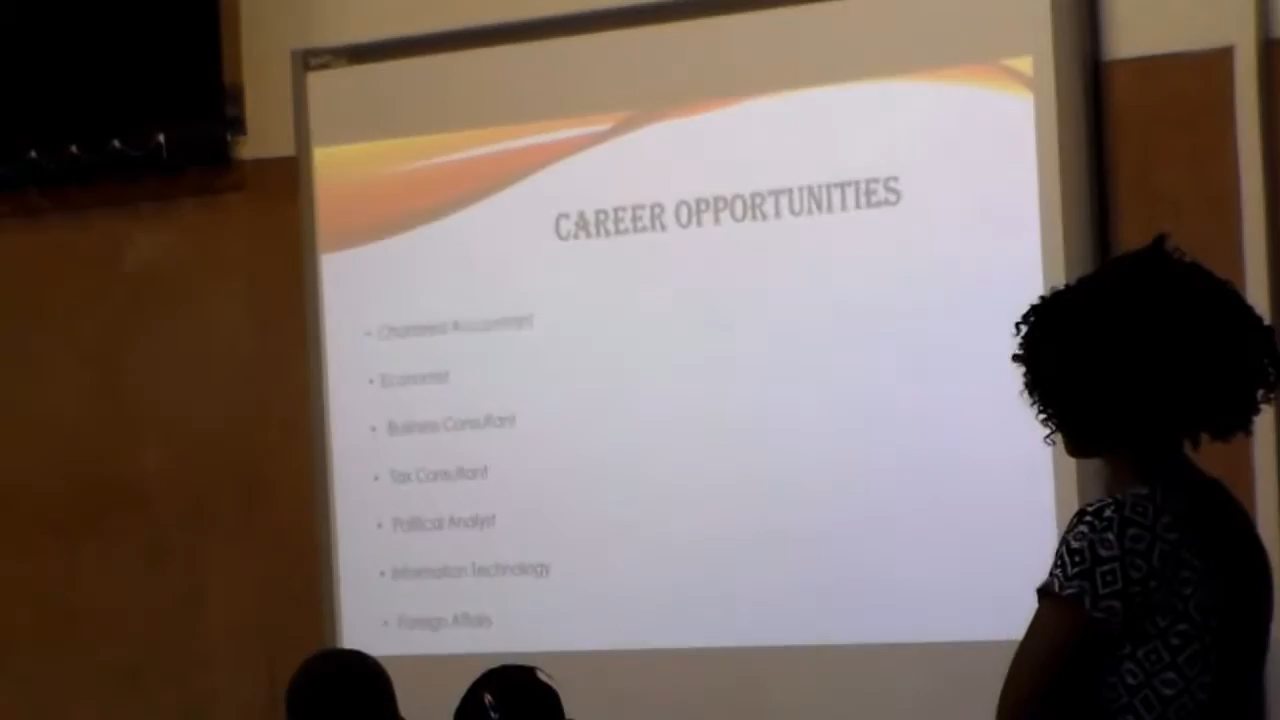 CAREER OPPORTUNITIES
• Chartered Accountant
• Economist
• Business Consultant
• Tax Consultant
• Political Analyst
• Information Technology
• Foreign Affairs